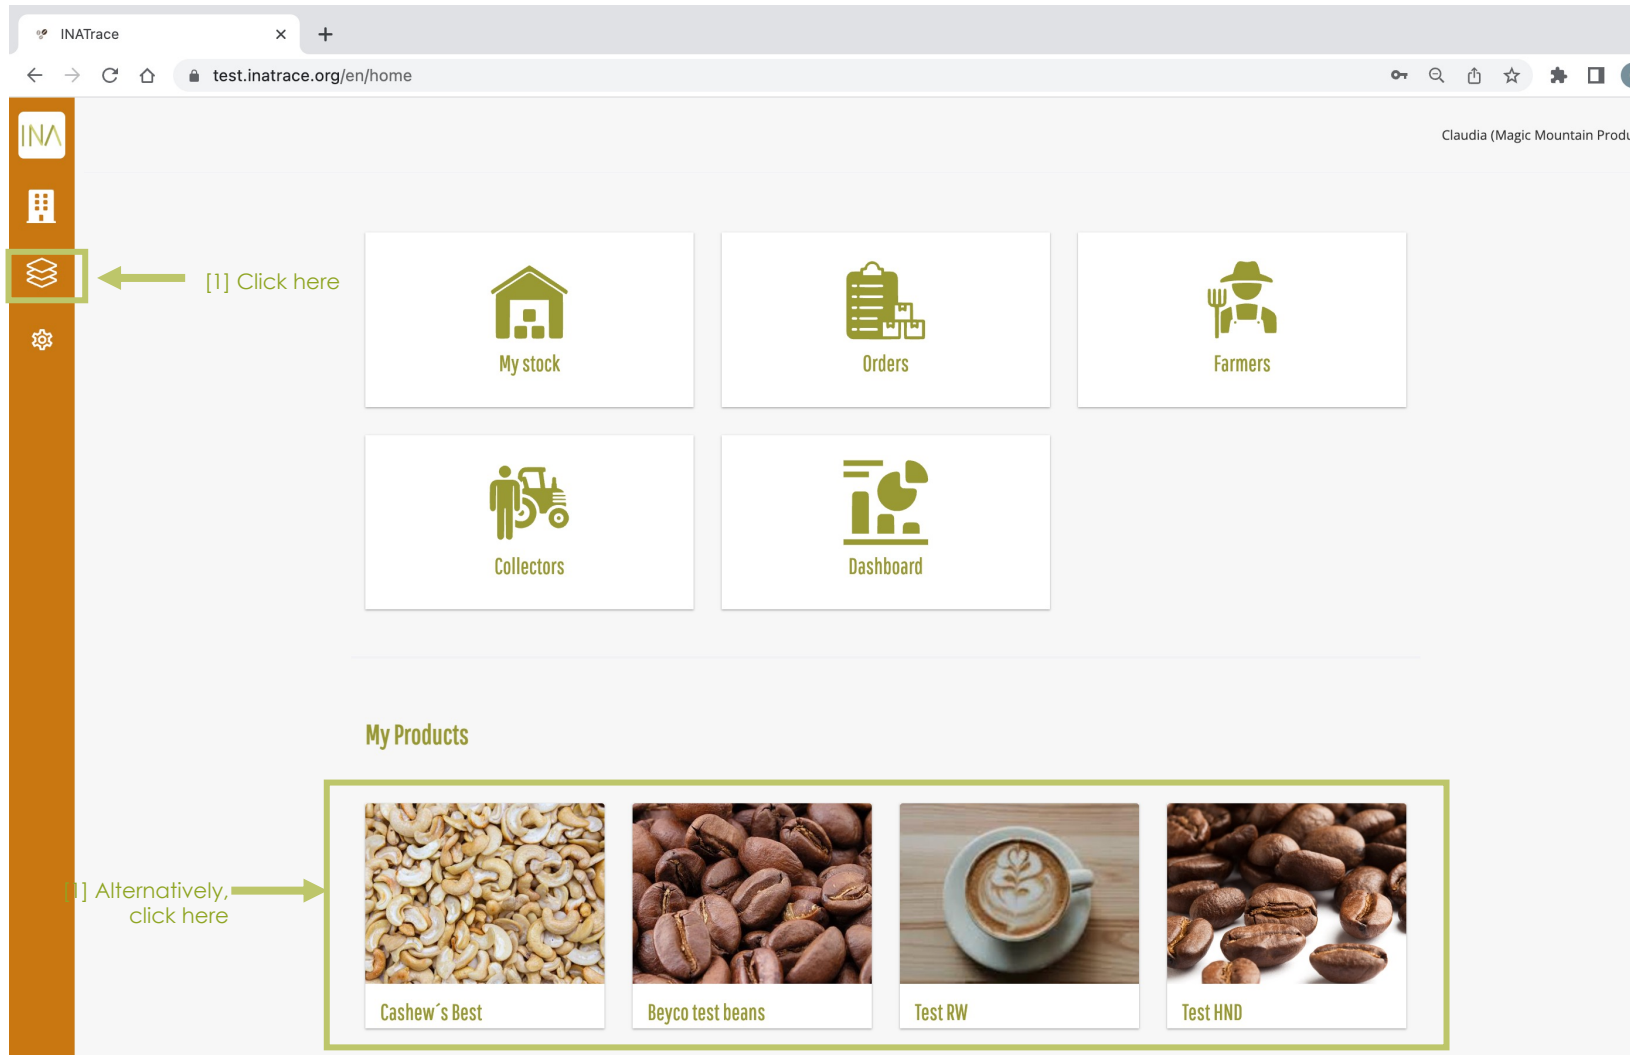 INATrace
test.inatrace.org/en/home
INA
Claudia (Magic Mountain Produ
[1] Click here
My stock
Orders
Farmers
Collectors
Dashboard
My Products
[1] Alternatively,
click here
Cashew´s Best
Beyco test beans
Test RW
Test HND